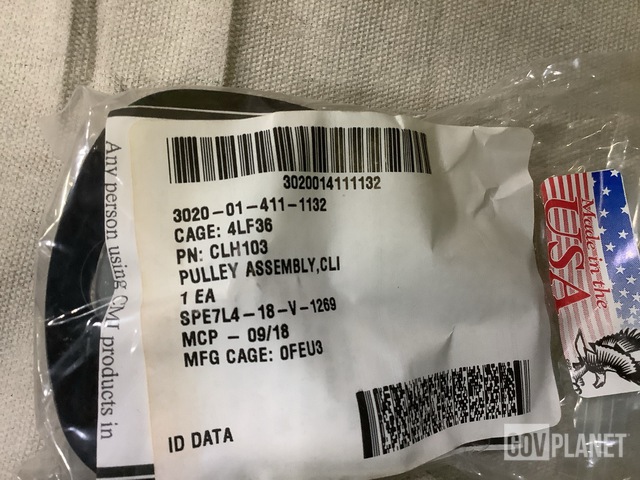 3020014111132
3020-01-411-1132
CAGE: 4LF36
PN: CLH103
PULLEY ASSEMBLY,CLI
1 EA
SPE7L4-18-V-1269
MCP - 09/18
MFG CAGE: 0FEU3
ID DATA
Any person using CMI products in
Made in the
USA
GOVPLANET